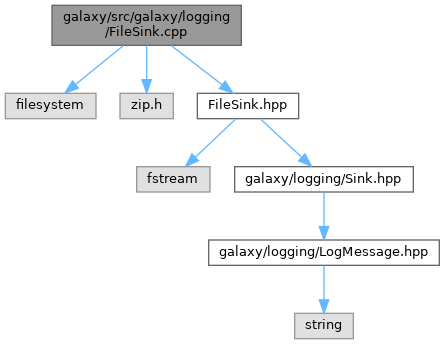 galaxy/src/galaxy/logging
/FileSink.cpp
filesystem
zip.h
FileSink.hpp
fstream
galaxy/logging/Sink.hpp
galaxy/logging/LogMessage.hpp
string